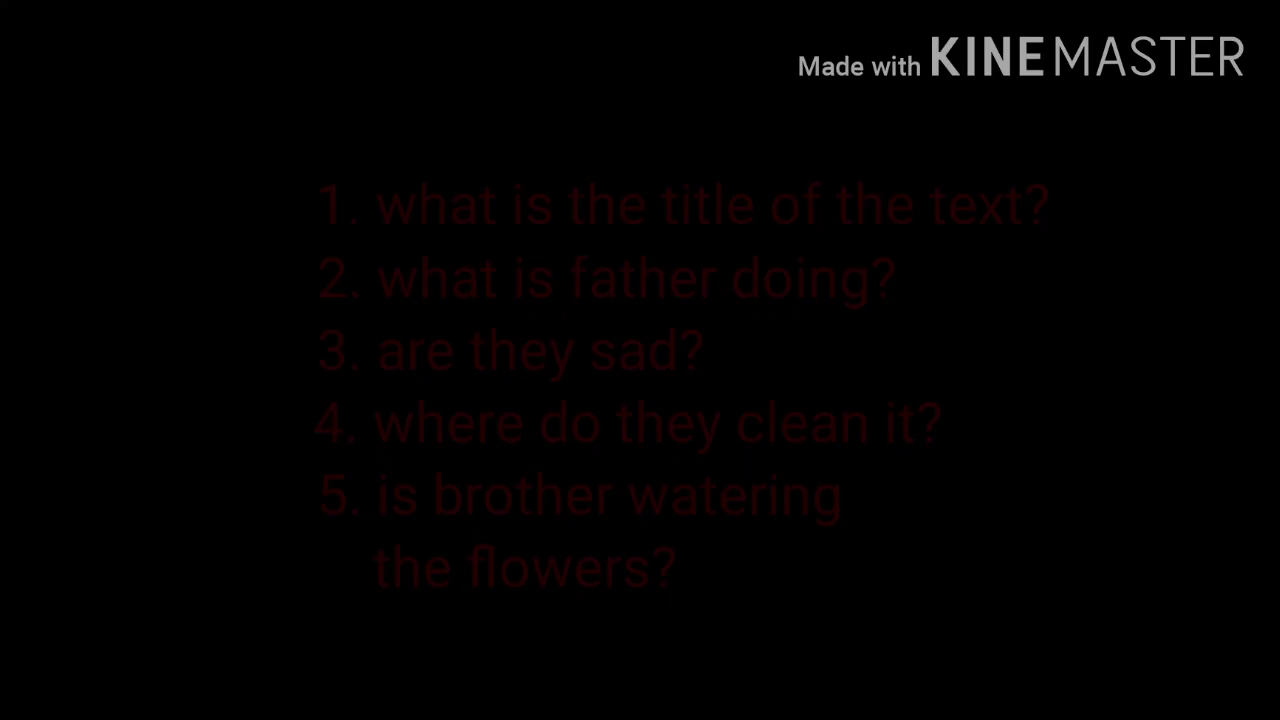 Made with KINEMASTER
1. what is the title of the text?
2. what is father doing?
3. are they sad?
4. where do they clean it?
5. is brother watering
the flowers?